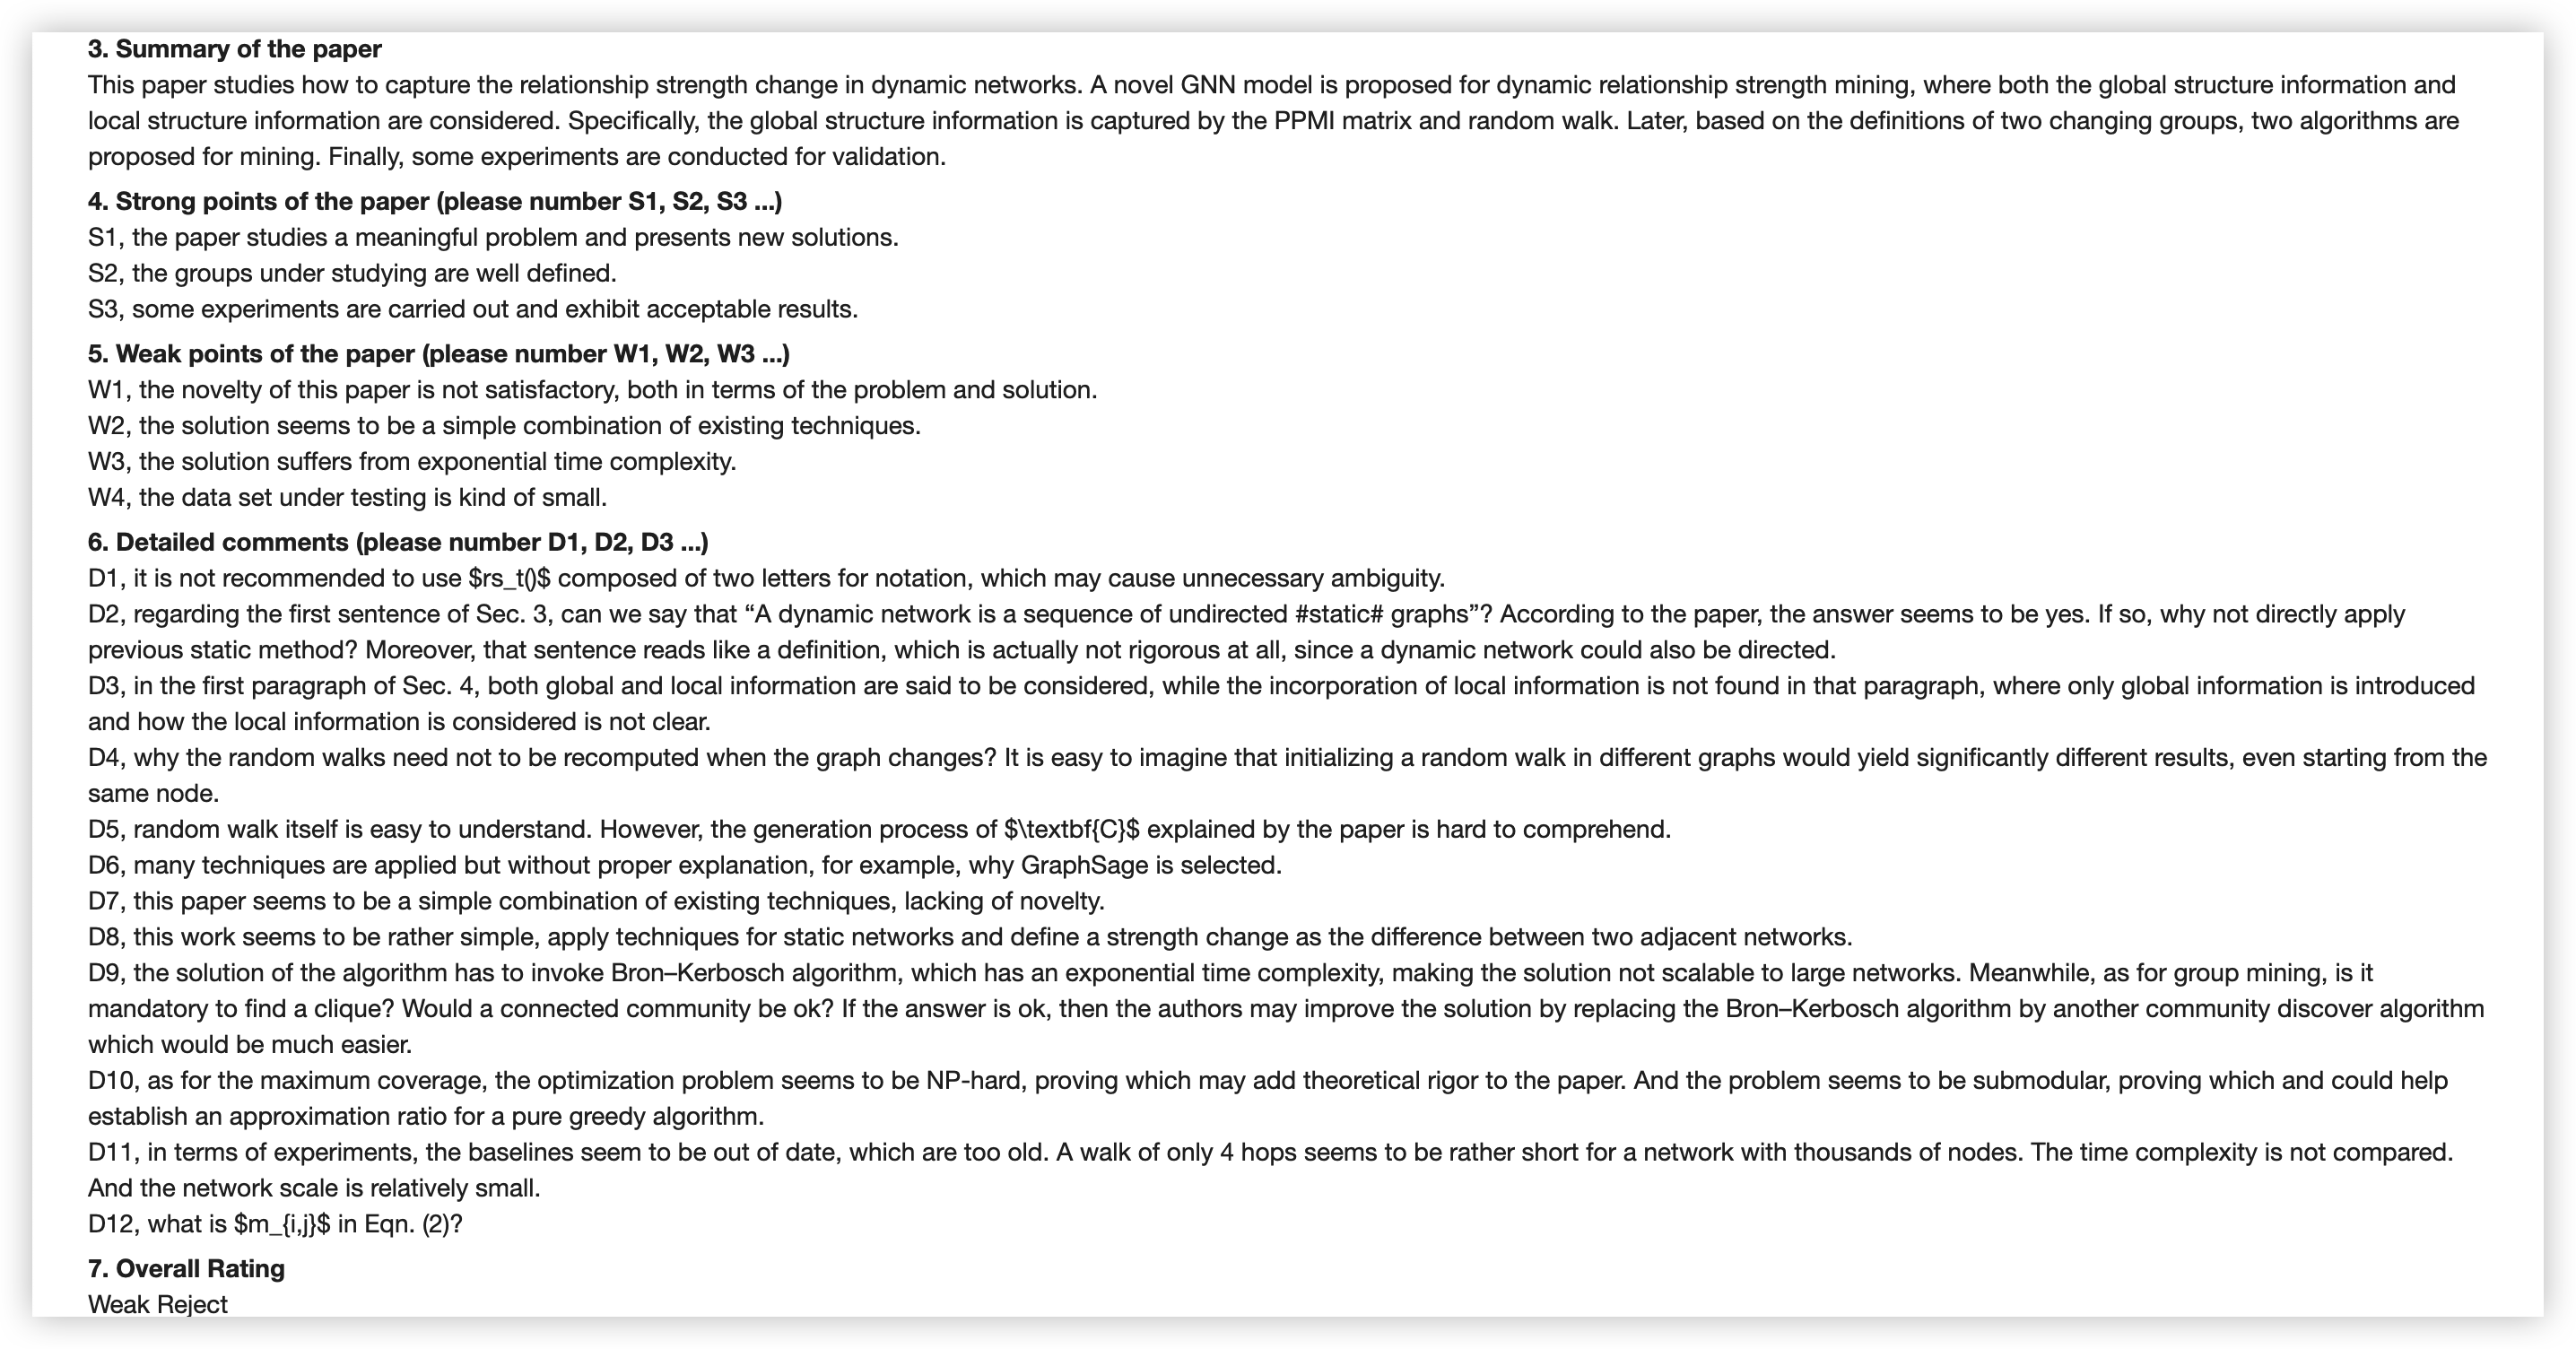 3. Summary of the paper
This paper studies how to capture the relationship strength change in dynamic networks. A novel GNN model is proposed for dynamic relationship strength mining, where both the global structure information and
local structure information are considered. Specifically, the global structure information is captured by the PPMI matrix and random walk. Later, based on the definitions of two changing groups, two algorithms are
proposed for mining. Finally, some experiments are conducted for validation.
4. Strong points of the paper (please number S1, S2, S3 ...)
S1, the paper studies a meaningful problem and presents new solutions.
S2, the groups under studying are well defined.
S3, some experiments are carried out and exhibit acceptable results.
5. Weak points of the paper (please number W1, W2, W3 ...)
W1, the novelty of this paper is not satisfactory, both in terms of the problem and solution.
W2, the solution seems to be a simple combination of existing techniques.
W3, the solution suffers from exponential time complexity.
W4, the data set under testing is kind of small.
6. Detailed comments (please number D1, D2, D3 ...)
D1, it is not recommended to use $rs_t()$ composed of two letters for notation, which may cause unnecessary ambiguity.
D2, regarding the first sentence of Sec. 3, can we say that “A dynamic network is a sequence of undirected #static# graphs”? According to the paper, the answer seems to be yes. If so, why not directly apply
previous static method? Moreover, that sentence reads like a definition, which is actually not rigorous at all, since a dynamic network could also be directed.
D3, in the first paragraph of Sec. 4, both global and local information are said to be considered, while the incorporation of local information is not found in that paragraph, where only global information is introduced
and how the local information is considered is not clear.
D4, why the random walks need not to be recomputed when the graph changes? It is easy to imagine that initializing a random walk in different graphs would yield significantly different results, even starting from the
same node.
D5, random walk itself is easy to understand. However, the generation process of $\textbf{C}$ explained by the paper is hard to comprehend.
D6, many techniques are applied but without proper explanation, for example, why GraphSage is selected.
D7, this paper seems to be a simple combination of existing techniques, lacking of novelty.
D8, this work seems to be rather simple, apply techniques for static networks and define a strength change as the difference between two adjacent networks.
D9, the solution of the algorithm has to invoke Bron–Kerbosch algorithm, which has an exponential time complexity, making the solution not scalable to large networks. Meanwhile, as for group mining, is it
mandatory to find a clique? Would a connected community be ok? If the answer is ok, then the authors may improve the solution by replacing the Bron–Kerbosch algorithm by another community discover algorithm
which would be much easier.
D10, as for the maximum coverage, the optimization problem seems to be NP-hard, proving which may add theoretical rigor to the paper. And the problem seems to be submodular, proving which and could help
establish an approximation ratio for a pure greedy algorithm.
D11, in terms of experiments, the baselines seem to be out of date, which are too old. A walk of only 4 hops seems to be rather short for a network with thousands of nodes. The time complexity is not compared.
And the network scale is relatively small.
D12, what is $m_{i,j}$ in Eqn. (2)?
7. Overall Rating
Weak Reject